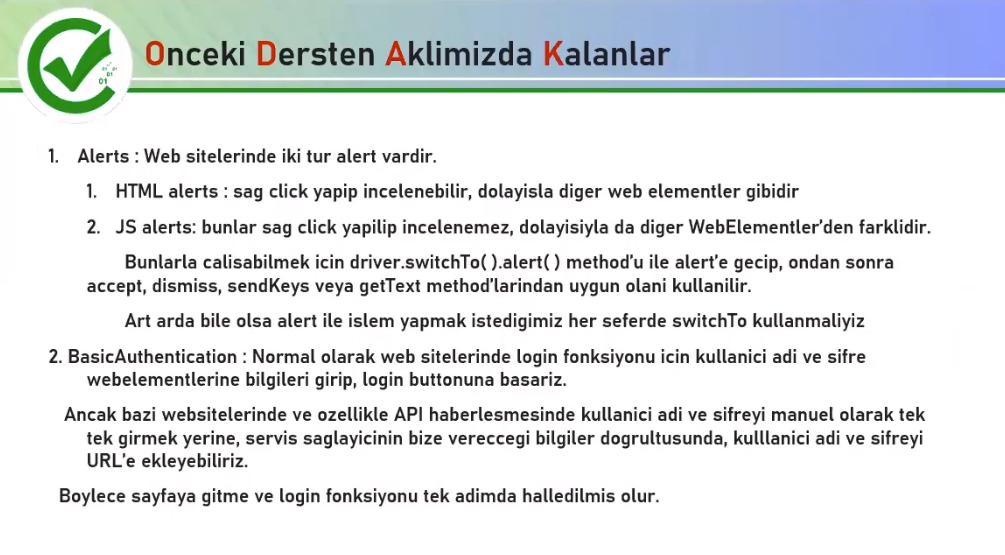 Onceki Dersten Aklimizda Kalanlar
1. Alerts : Web sitelerinde iki tur alert vardir.
1. HTML alerts : sag click yapip incelenebilir, dolayisla diger web elementler gibidir
2. JS alerts: bunlar sag click yapilip incelenemez, dolayisiyla da diger WebElementler'den farklidir.
Bunlarla calisabilmek icin driver.switchTo( ).alert( ) method'u ile alert'e gecip, ondan sonra
accept, dismiss, sendKeys veya getText method'larindan uygun olani kullanilir.
Art arda bile olsa alert ile islem yapmak istedigimiz her seferde switchTo kullanmaliyiz
2. BasicAuthentication : Normal olarak web sitelerinde login fonksiyonu icin kullanici adi ve sifre
webelementlerine bilgileri girip, login buttonuna basariz.
Ancak bazi websitelerinde ve ozellikle API haberlesmesinde kullanici adi ve sifreyi manuel olarak tek
tek girmek yerine, servis saglayicinin bize vereccegi bilgiler dogrultusunda, kulllanici adi ve sifreyi
URL'e ekleyebiliriz.
Boylece sayfaya gitme ve login fonksiyonu tek adimda halledilmis olur.